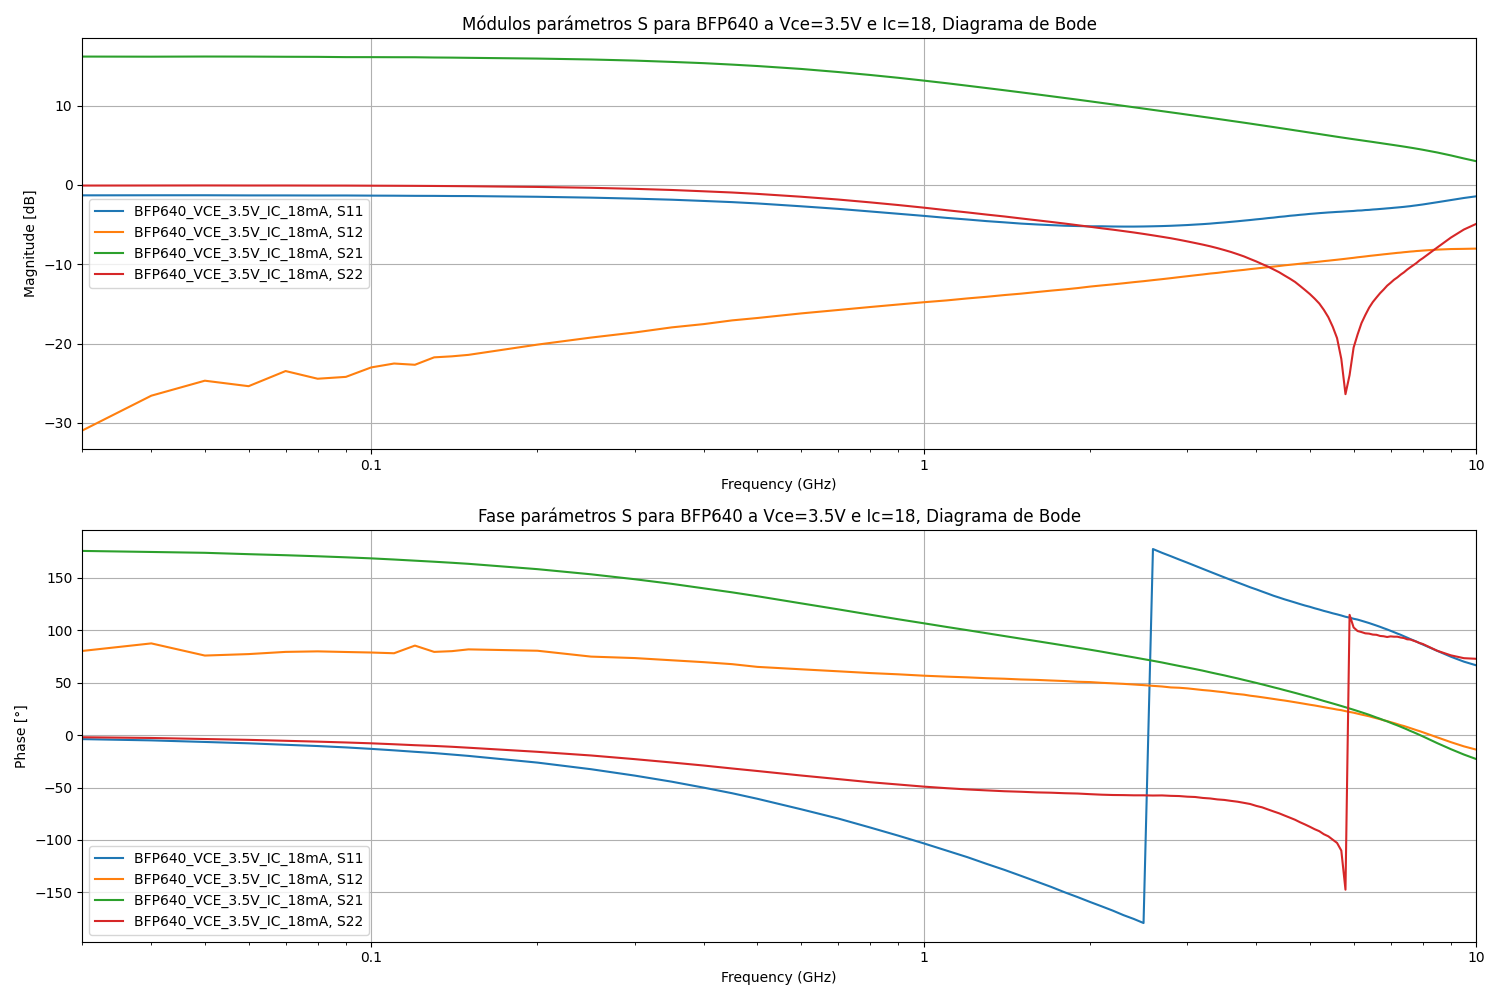 Módulos parámetros S para BFP640 a Vce=3.5V e Ic=18, Diagrama de Bode
Magnitude [dB]
10
0
−10
−20
−30
BFP640_VCE_3.5V_IC_18mA, S11
BFP640_VCE_3.5V_IC_18mA, S12
BFP640_VCE_3.5V_IC_18mA, S21
BFP640_VCE_3.5V_IC_18mA, S22
0.1 1 10
Frequency (GHz)
Fase parámetros S para BFP640 a Vce=3.5V e Ic=18, Diagrama de Bode
Phase [°]
150
100
50
0
−50
−100
−150
BFP640_VCE_3.5V_IC_18mA, S11
BFP640_VCE_3.5V_IC_18mA, S12
BFP640_VCE_3.5V_IC_18mA, S21
BFP640_VCE_3.5V_IC_18mA, S22
0.1 1 10
Frequency (GHz)